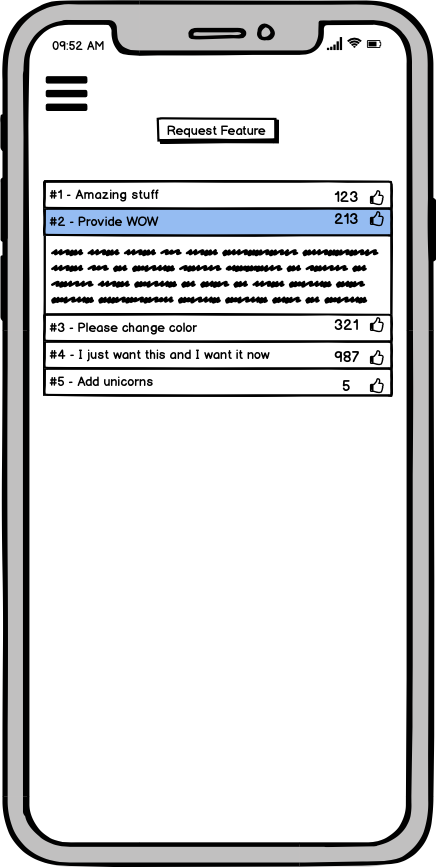 09:52 AM
Request Feature
#1 - Amazing stuff 123
#2 - Provide WOW 213
#3 - Please change color 321
#4 - I just want this and I want it now 987
#5 - Add unicorns 5